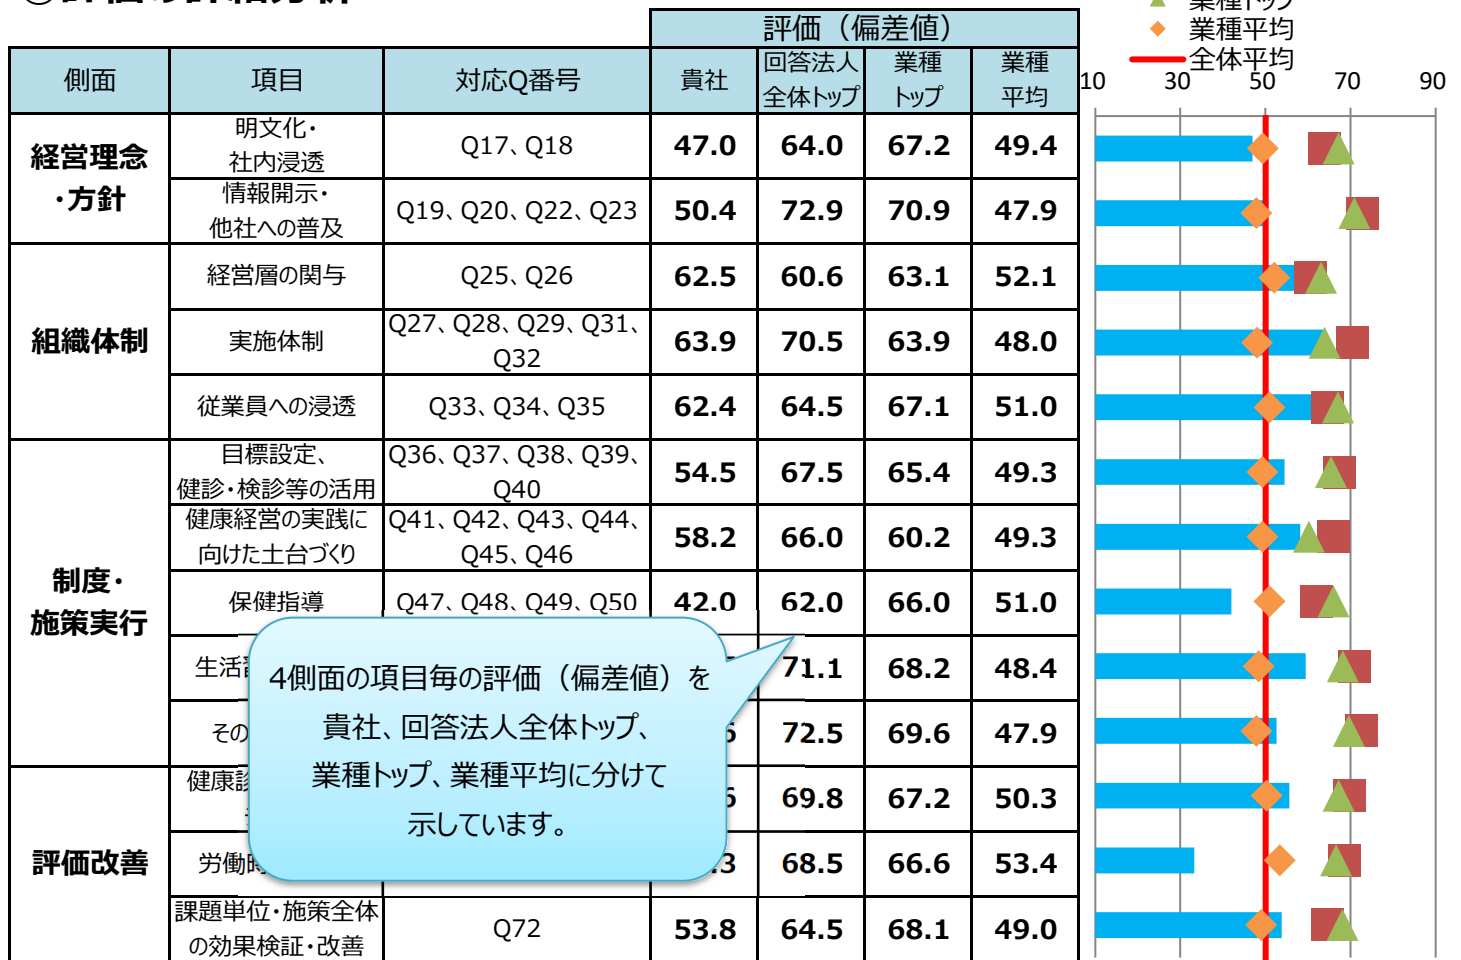 業種平均
全体平均
評価（偏差値）
側面 項目 対応Q番号 貴社 回答法人 業種 業種
全体トップ トップ 平均
10 30 50 70 90
経営理念
・方針
明文化・
社内浸透
Q17、Q18 47.0 64.0 67.2 49.4
情報開示・
他社への普及
Q19、Q20、Q22、Q23 50.4 72.9 70.9 47.9
組織体制
経営層の関与 Q25、Q26 62.5 60.6 63.1 52.1
実施体制
Q27、Q28、Q29、Q31、
Q32
63.9 70.5 63.9 48.0
従業員への浸透 Q33、Q34、Q35 62.4 64.5 67.1 51.0
制度・
施策実行
目標設定、
健診・検診等の活用
Q36、Q37、Q38、Q39、
Q40
54.5 67.5 65.4 49.3
健康経営の実践に
向けた土台づくり
Q41、Q42、Q43、Q44、
Q45、Q46
58.2 66.0 60.2 49.3
保健指導 Q47、Q48、Q49、Q50 42.0 62.0 66.0 51.0
生活 71.1 68.2 48.4
その 72.5 69.6 47.9
評価改善
健康診 69.8 67.2 50.3
労働時 68.5 66.6 53.4
課題単位・施策全体
の効果検証・改善
Q72 53.8 64.5 68.1 49.0
4側面の項目毎の評価（偏差値）を
貴社、回答法人全体トップ、
業種トップ、業種平均に分けて
示しています。